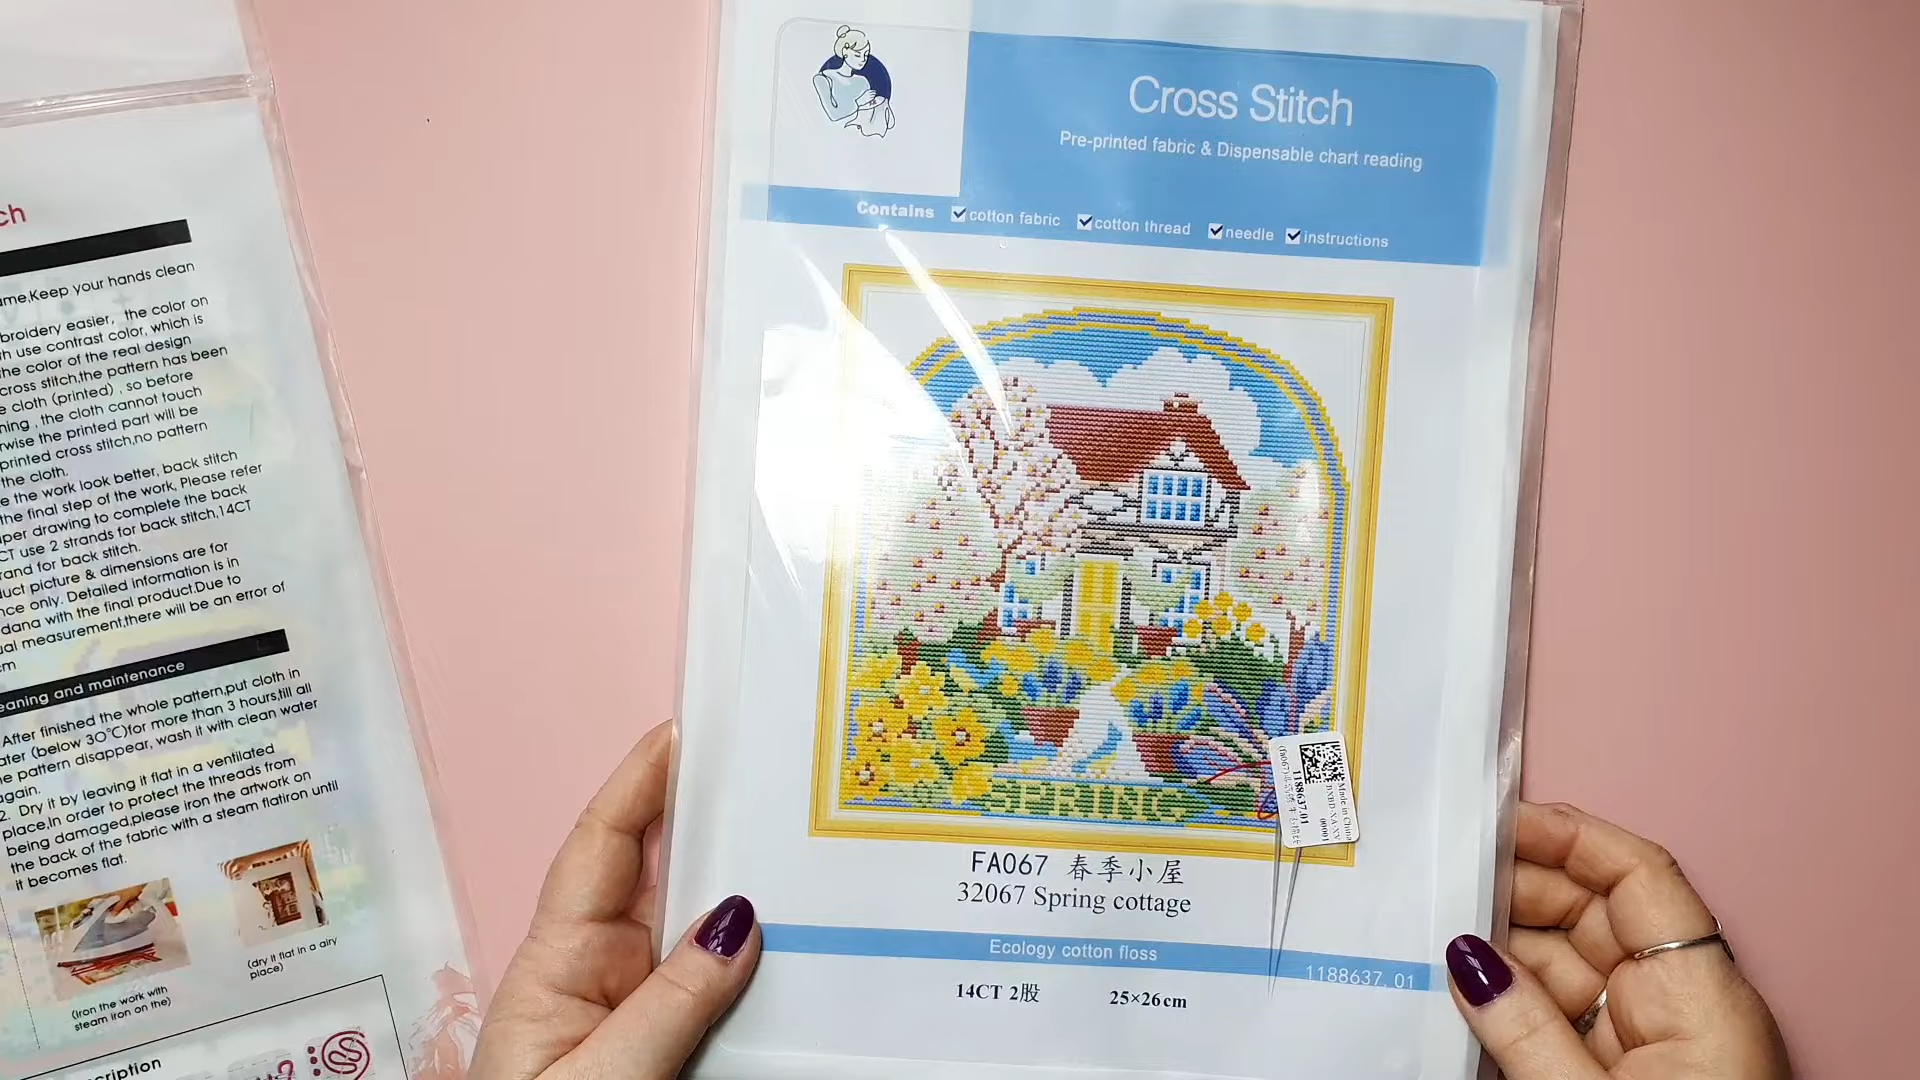 Cross Stitch
Pre-printed fabric & Dispensable chart reading
Contains cotton fabric cotton thread needle instructions
SPRING
Made in China
00001
1188637.01
FA067 春季小屋
32067 Spring cottage
Ecology cotton floss
1188637.01
14CT 2股 25×26cm
ch
ame,Keep your hands clean
broidery easier, the color on
th use contrast color, which is
the color of the real design
cross stitch,the pattern has been
e cloth (printed) , so before
ning , the cloth cannot touch
rwise the printed part will be
printed cross stitch,no pattern
the cloth.
e the work look better, back stitch
the final step of the work, Please refer
per drawing to complete the back
CT use 2 strands for back stitch,14CT
rand for back stitch.
uct picture & dimensions are for
nce only. Detailed information is in
dana with the final product.Due to
ual measurement,there will be an error of
cm
eaning and maintenance
After finished the whole pattern,put cloth in
ater (below 30°C)for more than 3 hours,till all
e pattern disappear, wash it with clean water
again.
2. Dry it by leaving it flat in a ventilated
place,In order to protect the threads from
being damaged,please iron the artwork on
the back of the fabric with a steam flatiron until
it becomes flat.
(Iron the work with
steam iron on the)
(dry it flat in a airy
place)
cription